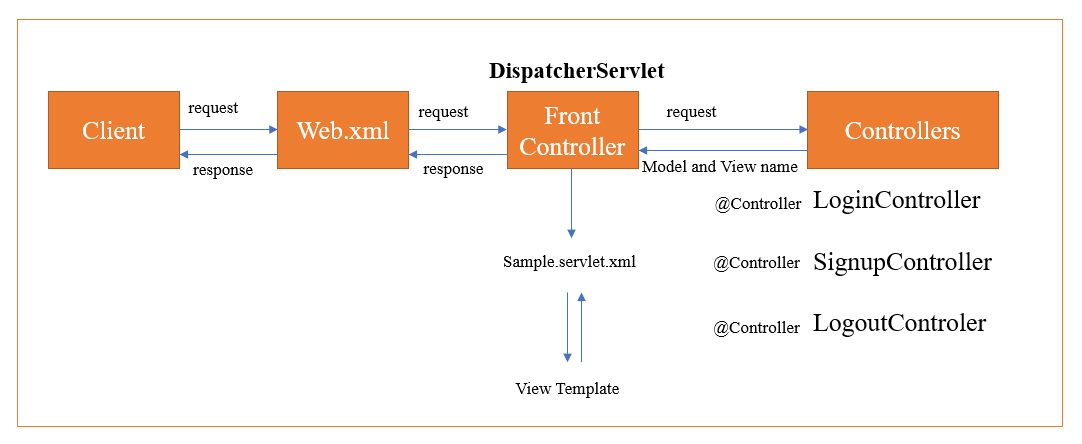 DispatcherServlet
Client
request
response
Web.xml
request
response
Front
Controller
request
Model and View name
Controllers
@Controller LoginController
Sample.servlet.xml
@Controller SignupController
@Controller LogoutControler
View Template